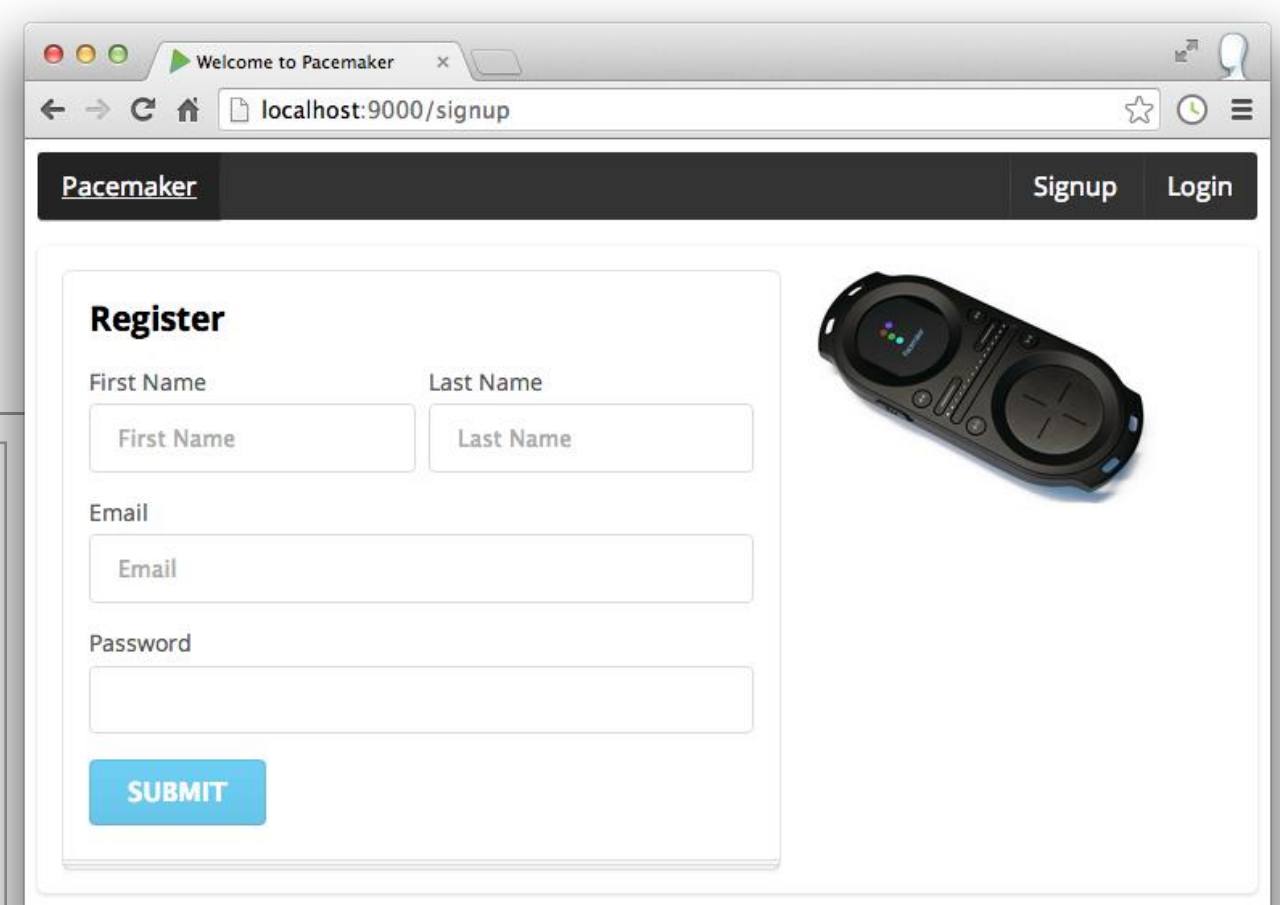 Welcome to Pacemaker
localhost:9000/signup
Pacemaker Signup Login
Register
First Name Last Name
First Name Last Name
Email
Email
Password
SUBMIT
Pacemaker